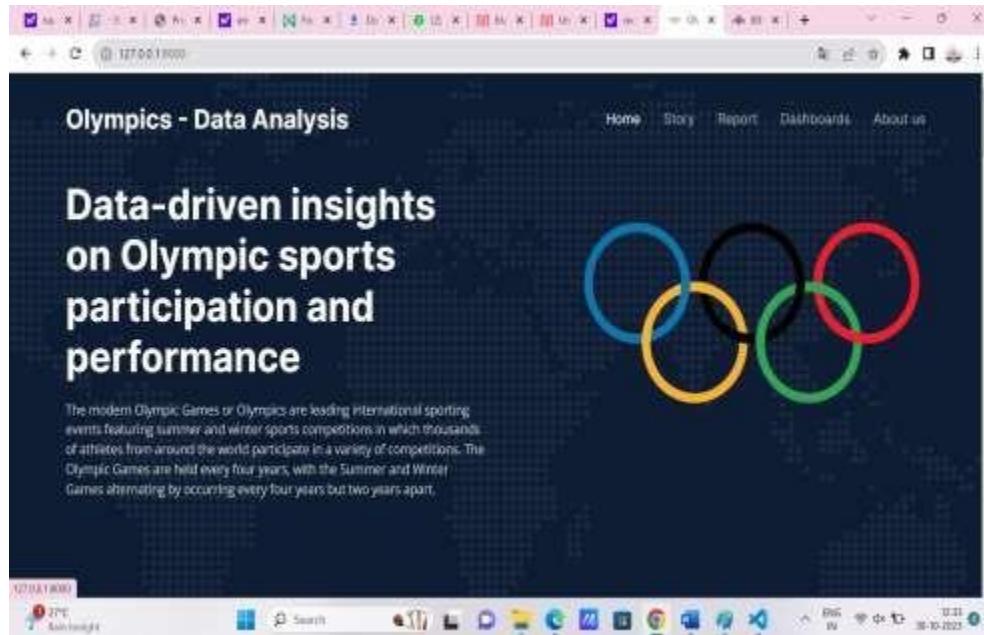 Olympics - Data Analysis
Home Story Report Dashboards About us
Data-driven insights
on Olympic sports
participation and
performance
The modern Olympic Games or Olympics are leading international sporting
events featuring summer and winter sports competitions in which thousands
of athletes from around the world participate in a variety of competitions. The
Olympic Games are held every four years, with the Summer and Winter
Games alternating by occurring every four years but two years apart.
27°C
Search
ENG
IN